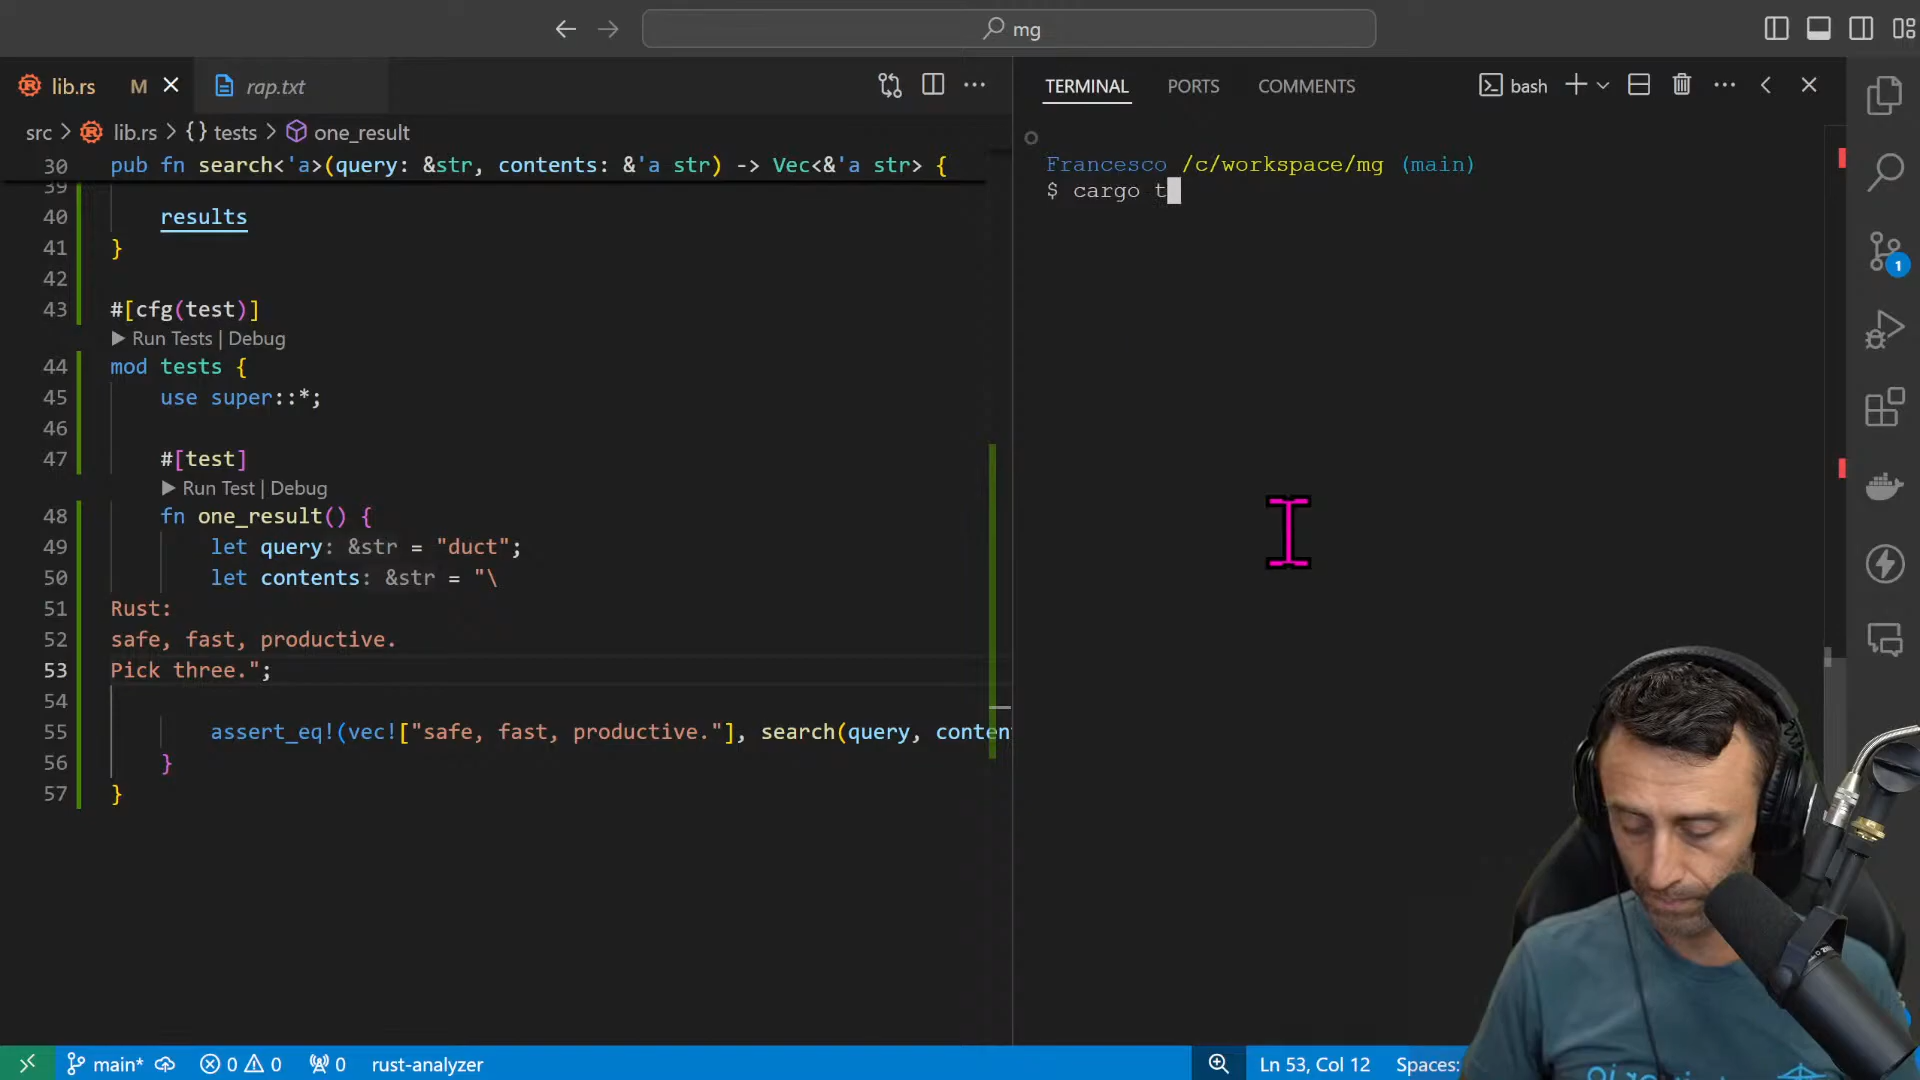 mg
lib.rs M
rap.txt
TERMINAL PORTS COMMENTS bash
src > lib.rs > {} tests > one_result
30 pub fn search<'a>(query: &str, contents: &'a str) -> Vec<&'a str> {
39
40 results
41 }
42
43 #[cfg(test)]
Run Tests | Debug
44 mod tests {
45 use super::*;
46
47 #[test]
Run Test | Debug
48 fn one_result() {
49 let query: &str = "duct";
50 let contents: &str = "\
51 Rust:
52 safe, fast, productive.
53 Pick three.";
54
55 assert_eq!(vec!["safe, fast, productive."], search(query, conten
56 }
57 }
Francesco /c/workspace/mg (main)
$ cargo t
1
main* 0 0 0 rust-analyzer
Ln 53, Col 12 Spaces: